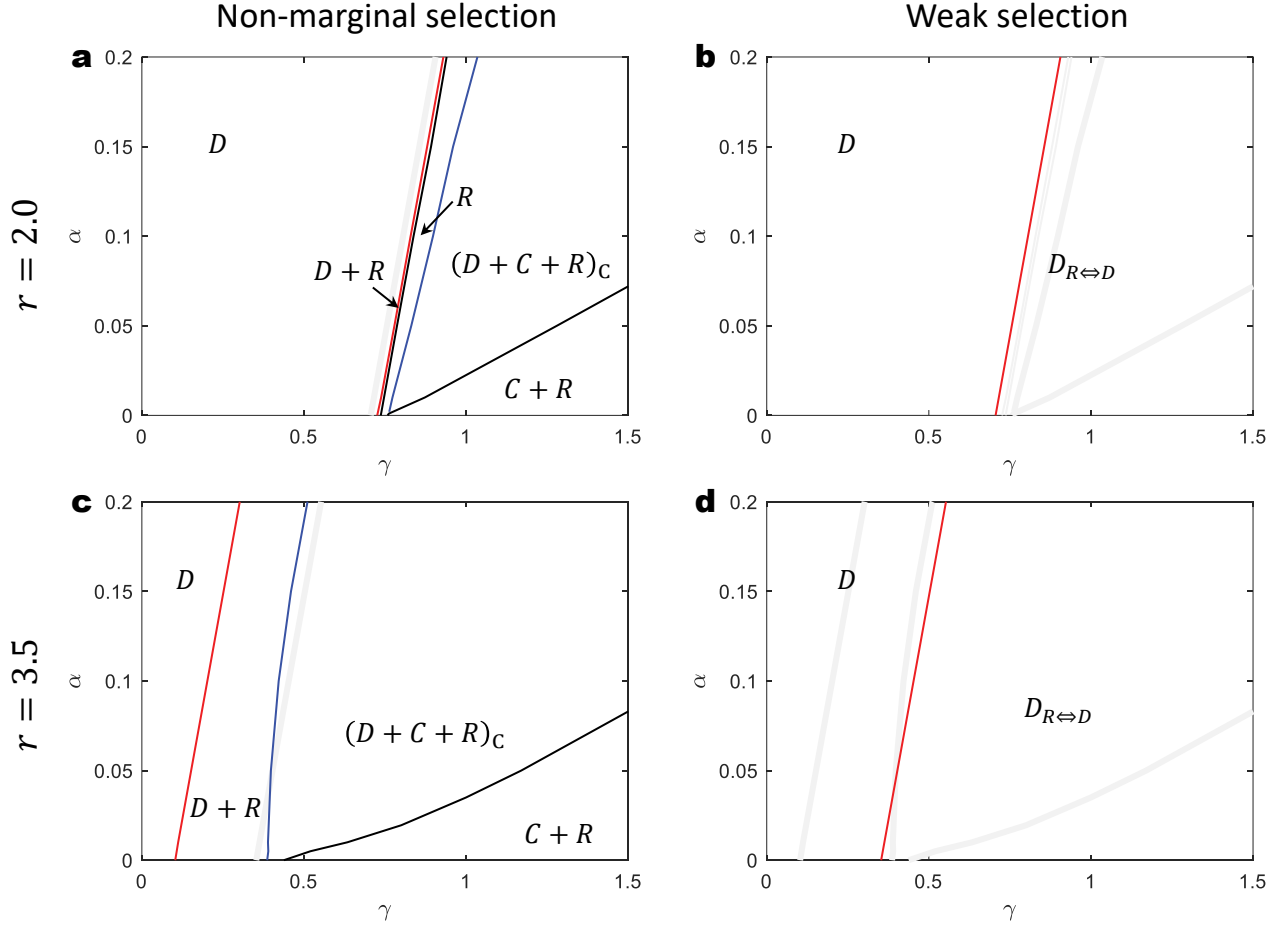 Non-marginal selection
Weak selection
r = 2.0
a
0.2
0.15
0.1
0.05
0
α
D
D + R
R
(D + C + R)C
C + R
0
0.5
1
1.5
γ
b
0.2
0.15
0.1
0.05
0
α
D
DR⇔D
0
0.5
1
1.5
γ
r = 3.5
c
0.2
0.15
0.1
0.05
0
α
D
D + R
(D + C + R)C
C + R
0
0.5
1
1.5
γ
d
0.2
0.15
0.1
0.05
0
α
D
DR⇔D
0
0.5
1
1.5
γ